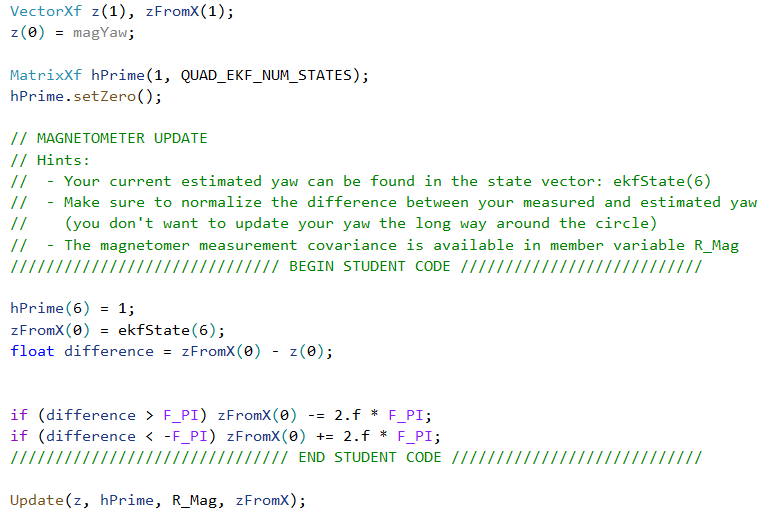 VectorXf z(1), zFromX(1);
z(0) = magYaw;
MatrixXf hPrime(1, QUAD_EKF_NUM_STATES);
hPrime.setZero();
// MAGNETOMETER UPDATE
// Hints:
//  - Your current estimated yaw can be found in the state vector: ekfState(6)
//  - Make sure to normalize the difference between your measured and estimated yaw
//    (you don't want to update your yaw the long way around the circle)
//  - The magnetomer measurement covariance is available in member variable R_Mag
////////////////////////////// BEGIN STUDENT CODE ///////////////////////////
hPrime(6) = 1;
zFromX(0) = ekfState(6);
float difference = zFromX(0) - z(0);
if (difference > F_PI) zFromX(0) -= 2.f * F_PI;
if (difference < -F_PI) zFromX(0) += 2.f * F_PI;
/////////////////////////////// END STUDENT CODE ////////////////////////////
Update(z, hPrime, R_Mag, zFromX);